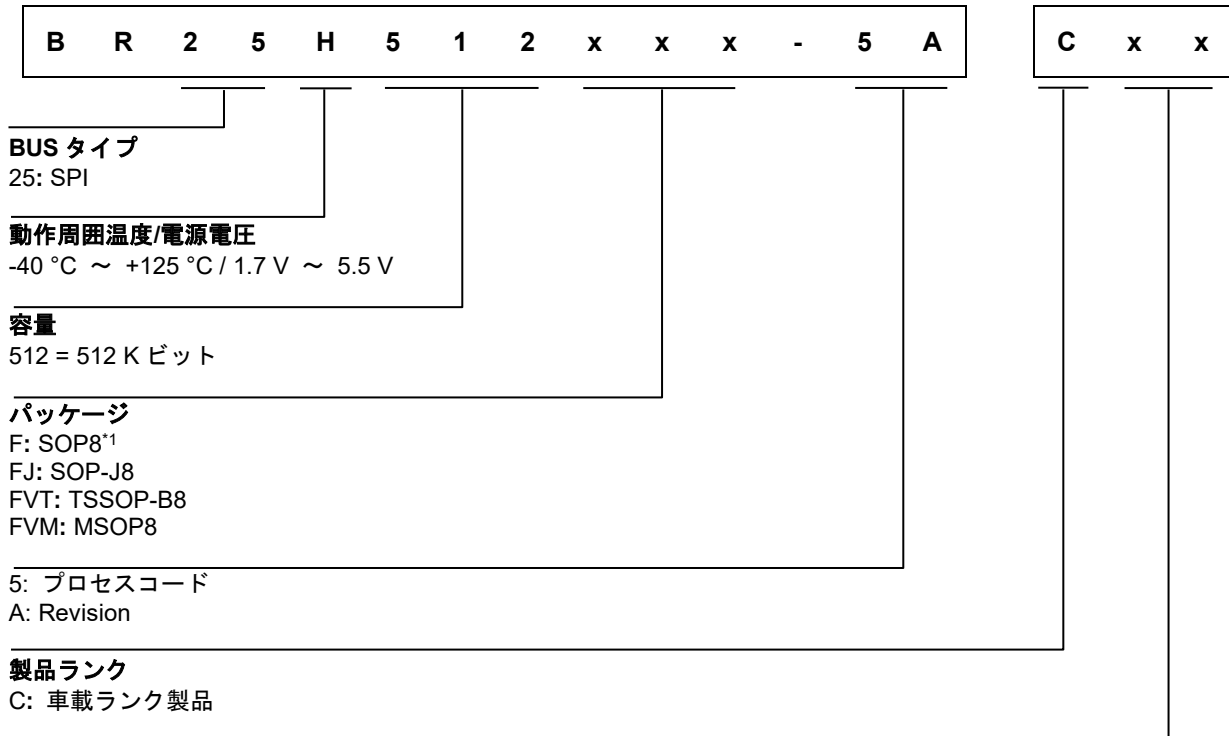 B R 2 5 H 5 1 2 x x x - 5 A C x x
BUS タイプ
25: SPI
動作周囲温度/電源電圧
-40 °C ～ +125 °C / 1.7 V ～ 5.5 V
容量
512 = 512 K ビット
パッケージ
F: SOP8*1
FJ: SOP-J8
FVT: TSSOP-B8
FVM: MSOP8
5: プロセスコード
A: Revision
製品ランク
C: 車載ランク製品